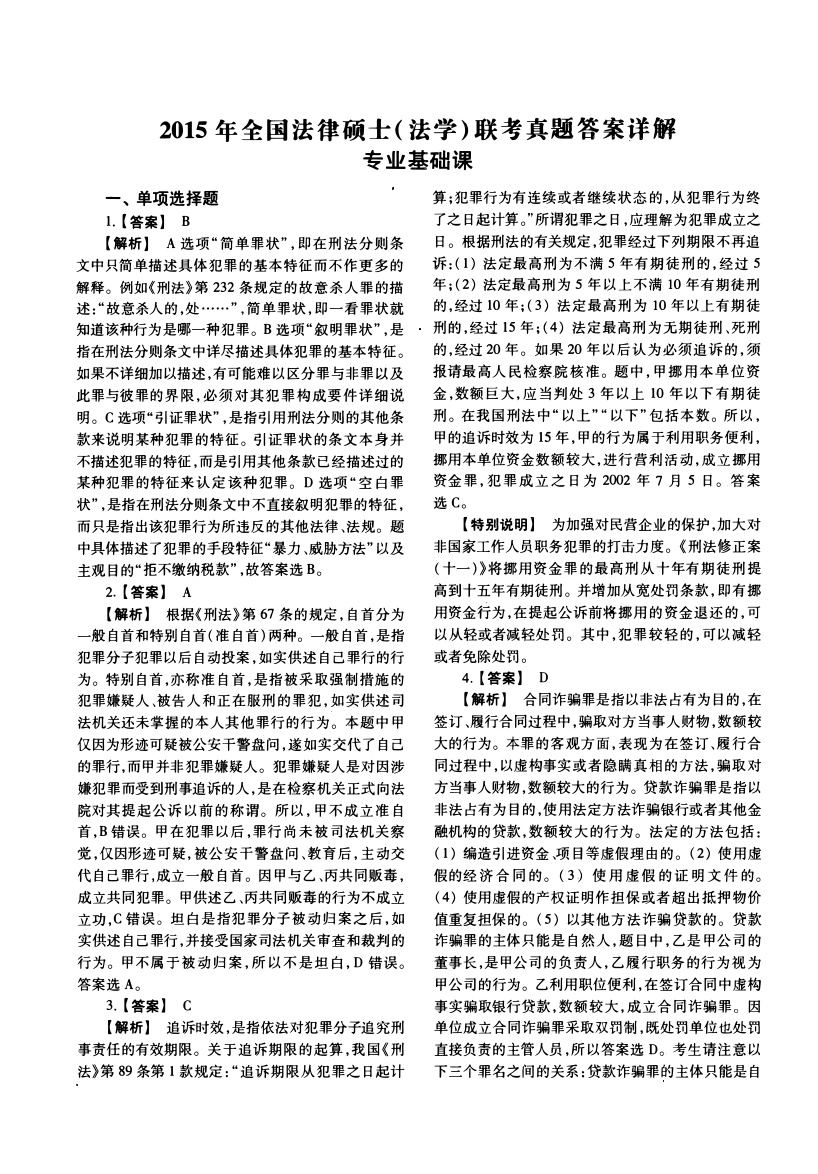 2015 年全国法律硕士(法学)联考真题答案详解
专业基础课
一、单项选择题
1.【答案】 B
【解析】 A 选项“简单罪状”,即在刑法分则条
文中只简单描述具体犯罪的基本特征而不作更多的
解释。例如《刑法》第 232 条规定的故意杀人罪的描
述:“故意杀人的,处……”,简单罪状,即一看罪状就
知道该种行为是哪一种犯罪。B 选项“叙明罪状”,是
指在刑法分则条文中详尽描述具体犯罪的基本特征。
如果不详细加以描述,有可能难以区分罪与非罪以及
此罪与彼罪的界限,必须对其犯罪构成要件详细说
明。C 选项“引证罪状”,是指引用刑法分则的其他条
款来说明某种犯罪的特征。引证罪状的条文本身并
不描述犯罪的特征,而是引用其他条款已经描述过的
某种犯罪的特征来认定该种犯罪。D 选项“空白罪
状”,是指在刑法分则条文中不直接叙明犯罪的特征,
而只是指出该犯罪行为所违反的其他法律、法规。题
中具体描述了犯罪的手段特征“暴力、威胁方法”以及
主观目的“拒不缴纳税款”,故答案选 B。
2.【答案】 A
【解析】 根据《刑法》第 67 条的规定,自首分为
一般自首和特别自首(准自首)两种。一般自首,是指
犯罪分子犯罪以后自动投案,如实供述自己罪行的行
为。特别自首,亦称准自首,是指被采取强制措施的
犯罪嫌疑人、被告人和正在服刑的罪犯,如实供述司
法机关还未掌握的本人其他罪行的行为。本题中甲
仅因为形迹可疑被公安干警盘问,遂如实交代了自己
的罪行,而甲并非犯罪嫌疑人。犯罪嫌疑人是对因涉
嫌犯罪而受到刑事追诉的人,是在检察机关正式向法
院对其提起公诉以前的称谓。所以,甲不成立准自
首,B 错误。甲在犯罪以后,罪行尚未被司法机关察
觉,仅因形迹可疑,被公安干警盘问、教育后,主动交
代自己罪行,成立一般自首。因甲与乙、丙共同贩毒,
成立共同犯罪。甲供述乙、丙共同贩毒的行为不成立
立功,C 错误。坦白是指犯罪分子被动归案之后,如
实供述自己罪行,并接受国家司法机关审查和裁判的
行为。甲不属于被动归案,所以不是坦白,D 错误。
答案选 A。
3.【答案】 C
【解析】 追诉时效,是指依法对犯罪分子追究刑
事责任的有效期限。关于追诉期限的起算,我国《刑
法》第 89 条第 1 款规定:“追诉期限从犯罪之日起计
算;犯罪行为有连续或者继续状态的,从犯罪行为终
了之日起计算。”所谓犯罪之日,应理解为犯罪成立之
日。根据刑法的有关规定,犯罪经过下列期限不再追
诉:(1) 法定最高刑为不满 5 年有期徒刑的,经过 5
年;(2) 法定最高刑为 5 年以上不满 10 年有期徒刑
的,经过 10 年;(3) 法定最高刑为 10 年以上有期徒
刑的,经过 15 年;(4) 法定最高刑为无期徒刑、死刑
的,经过 20 年。如果 20 年以后认为必须追诉的,须
报请最高人民检察院核准。题中,甲挪用本单位资
金,数额巨大,应当判处 3 年以上 10 年以下有期徒
刑。在我国刑法中“以上”“以下”包括本数。所以,
甲的追诉时效为 15 年,甲的行为属于利用职务便利,
挪用本单位资金数额较大,进行营利活动,成立挪用
资金罪,犯罪成立之日为 2002 年 7 月 5 日。答案
选 C。
【特别说明】 为加强对民营企业的保护,加大对
非国家工作人员职务犯罪的打击力度。《刑法修正案
(十一)》将挪用资金罪的最高刑从十年有期徒刑提
高到十五年有期徒刑。并增加从宽处罚条款,即有挪
用资金行为,在提起公诉前将挪用的资金退还的,可
以从轻或者减轻处罚。其中,犯罪较轻的,可以减轻
或者免除处罚。
4.【答案】 D
【解析】 合同诈骗罪是指以非法占有为目的,在
签订、履行合同过程中,骗取对方当事人财物,数额较
大的行为。本罪的客观方面,表现为在签订、履行合
同过程中,以虚构事实或者隐瞒真相的方法,骗取对
方当事人财物,数额较大的行为。贷款诈骗罪是指以
非法占有为目的,使用法定方法诈骗银行或者其他金
融机构的贷款,数额较大的行为。法定的方法包括:
(1) 编造引进资金、项目等虚假理由的。(2) 使用虚
假的经济合同的。(3) 使用虚假的证明文件的。
(4) 使用虚假的产权证明作担保或者超出抵押物价
值重复担保的。(5) 以其他方法诈骗贷款的。贷款
诈骗罪的主体只能是自然人,题目中,乙是甲公司的
董事长,是甲公司的负责人,乙履行职务的行为视为
甲公司的行为。乙利用职位便利,在签订合同中虚构
事实骗取银行贷款,数额较大,成立合同诈骗罪。因
单位成立合同诈骗罪采取双罚制,既处罚单位也处罚
直接负责的主管人员,所以答案选 D。考生请注意以
下三个罪名之间的关系:贷款诈骗罪的主体只能是自